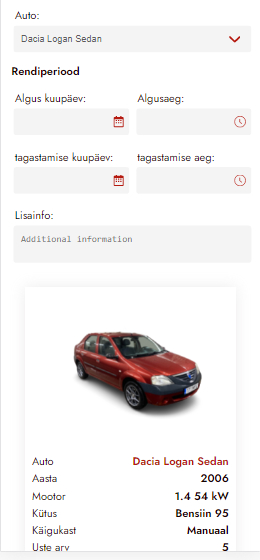 Auto:
Dacia Logan Sedan
Rendiperiood
Algus kuupäev: Algusaeg:
tagastamise kuupäev: tagastamise aeg:
Lisainfo:
Additional information
Auto Dacia Logan Sedan
Aasta 2006
Mootor 1.4 54 kW
Kütus Bensiin 95
Käigukast Manuaal
Uste arv 5